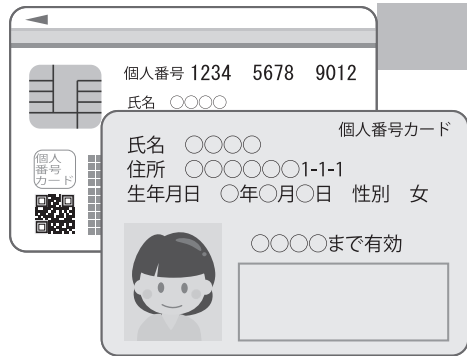 個人番号 1234 5678 9012
氏名 ○○○○
個人
番号
カード
個人番号カード
氏名 ○○○○
住所 ○○○○○○1-1-1
生年月日 ○年○月○日 性別 女
○○○○まで有効